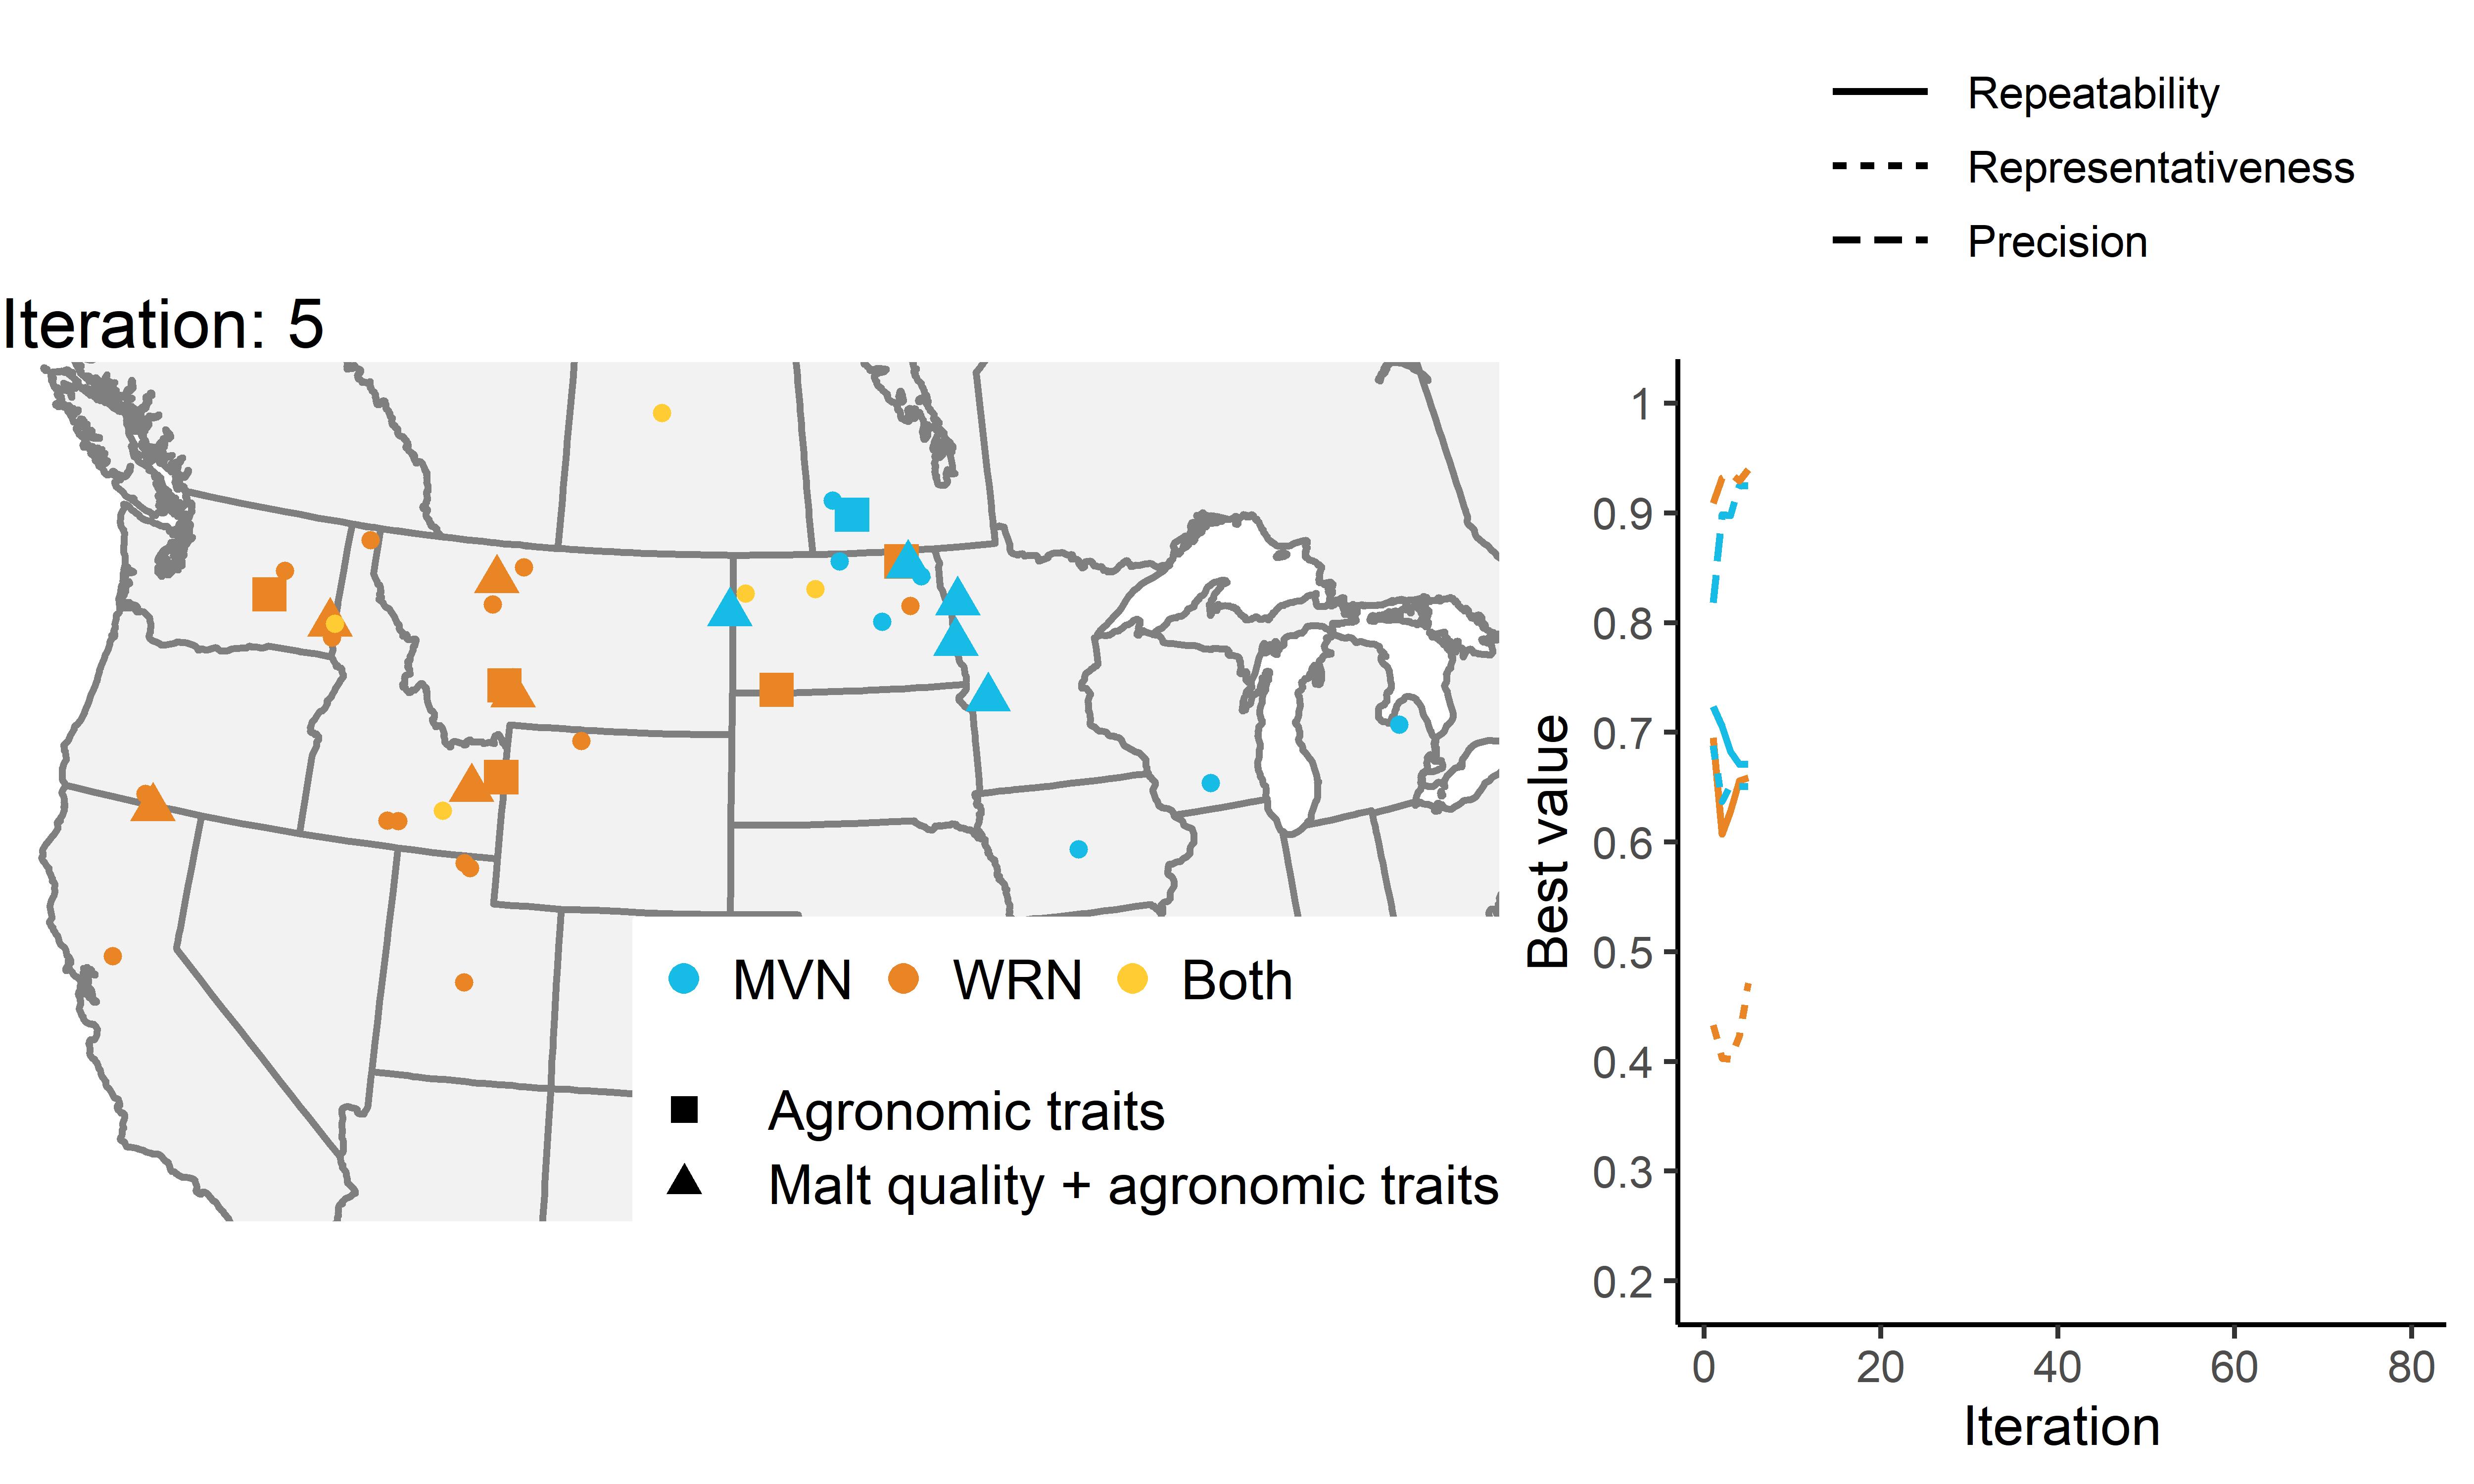 Repeatability
Representativeness
Precision
Iteration: 5
MVN WRN Both
Agronomic traits
Malt quality + agronomic traits
Best value
1
0.9
0.8
0.7
0.6
0.5
0.4
0.3
0.2
0 20 40 60 80
Iteration